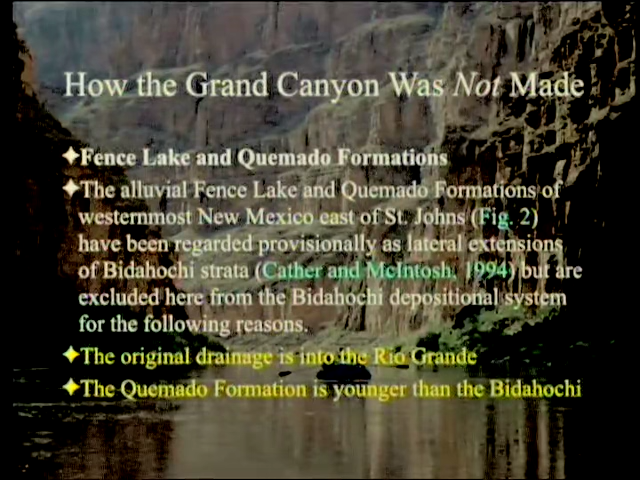 How the Grand Canyon Was Not Made
Fence Lake and Quemado Formations
The alluvial Fence Lake and Quemado Formations of
westernmost New Mexico east of St. Johns (Fig. 2)
have been regarded provisionally as lateral extensions
of Bidahochi strata (Cather and McIntosh, 1994) but are
excluded here from the Bidahochi depositional system
for the following reasons.
The original drainage is into the Rio Grande
The Quemado Formation is younger than the Bidahochi